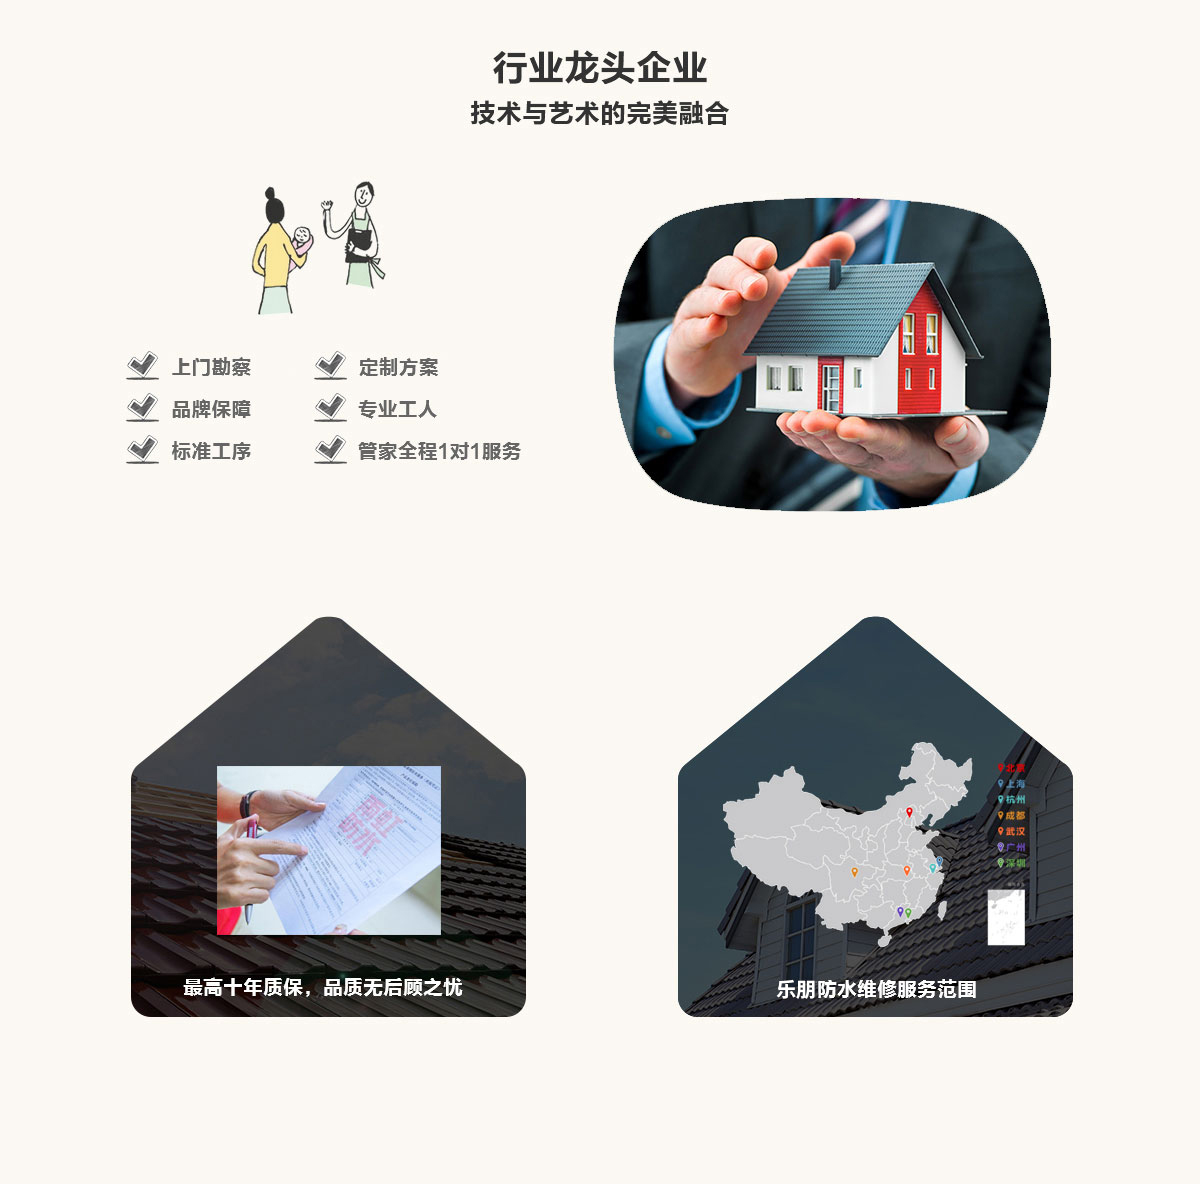 行业龙头企业
技术与艺术的完美融合
上门勘察
定制方案
品牌保障
专业工人
标准工序
管家全程1对1服务
北京
上海
杭州
成都
武汉
广州
深圳
最高十年质保，品质无后顾之忧
乐朋防水维修服务范围